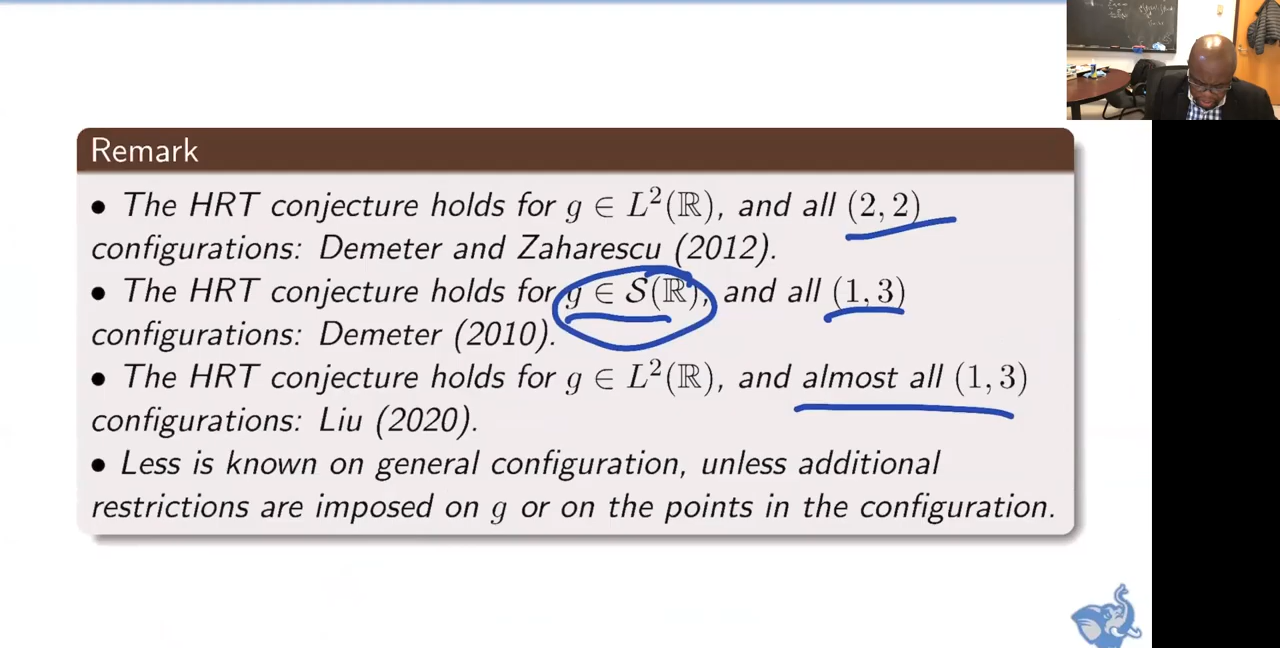 Remark
• The HRT conjecture holds for g ∈ L²(ℝ), and all (2, 2)
configurations: Demeter and Zaharescu (2012).
• The HRT conjecture holds for g ∈ 𝒮(ℝ), and all (1, 3)
configurations: Demeter (2010).
• The HRT conjecture holds for g ∈ L²(ℝ), and almost all (1, 3)
configurations: Liu (2020).
• Less is known on general configuration, unless additional
restrictions are imposed on g or on the points in the configuration.